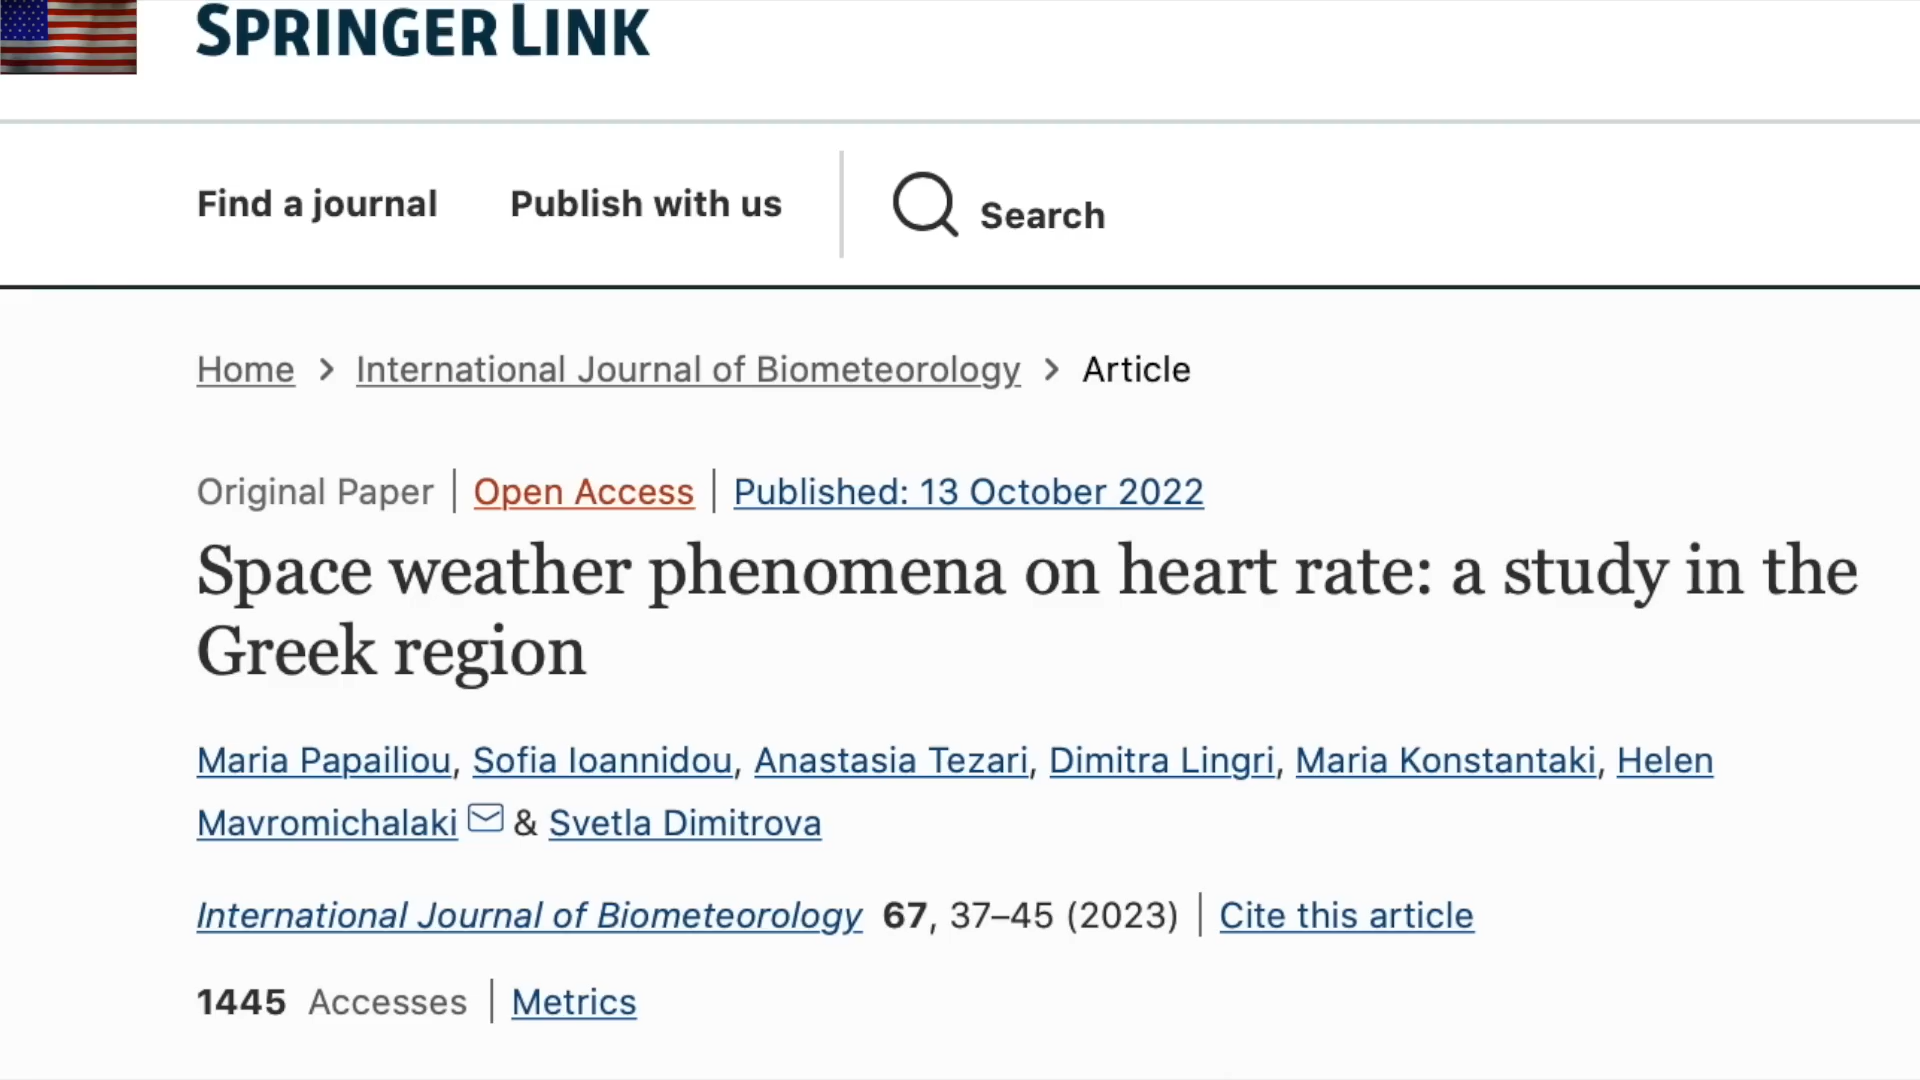 SPRINGER LINK
Find a journal Publish with us Search
Home > International Journal of Biometeorology > Article
Original Paper | Open Access | Published: 13 October 2022
Space weather phenomena on heart rate: a study in the
Greek region
Maria Papailiou, Sofia Ioannidou, Anastasia Tezari, Dimitra Lingri, Maria Konstantaki, Helen
Mavromichalaki & Svetla Dimitrova
International Journal of Biometeorology 67, 37–45 (2023) | Cite this article
1445 Accesses | Metrics